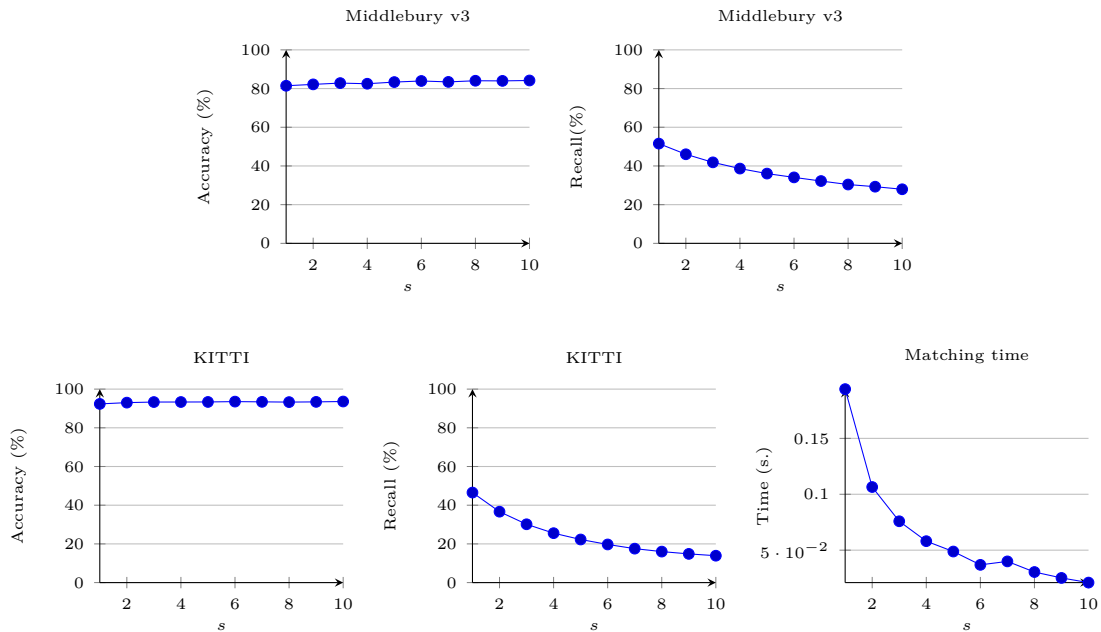 Middlebury v3
Accuracy (%)
100
80
60
40
20
0
2 4 6 8 10
s
Middlebury v3
Recall(%)
100
80
60
40
20
0
2 4 6 8 10
s
KITTI
Accuracy (%)
100
80
60
40
20
0
2 4 6 8 10
s
KITTI
Recall (%)
100
80
60
40
20
0
2 4 6 8 10
s
Matching time
Time (s.)
0.15
0.1
5 · 10⁻²
2 4 6 8 10
s